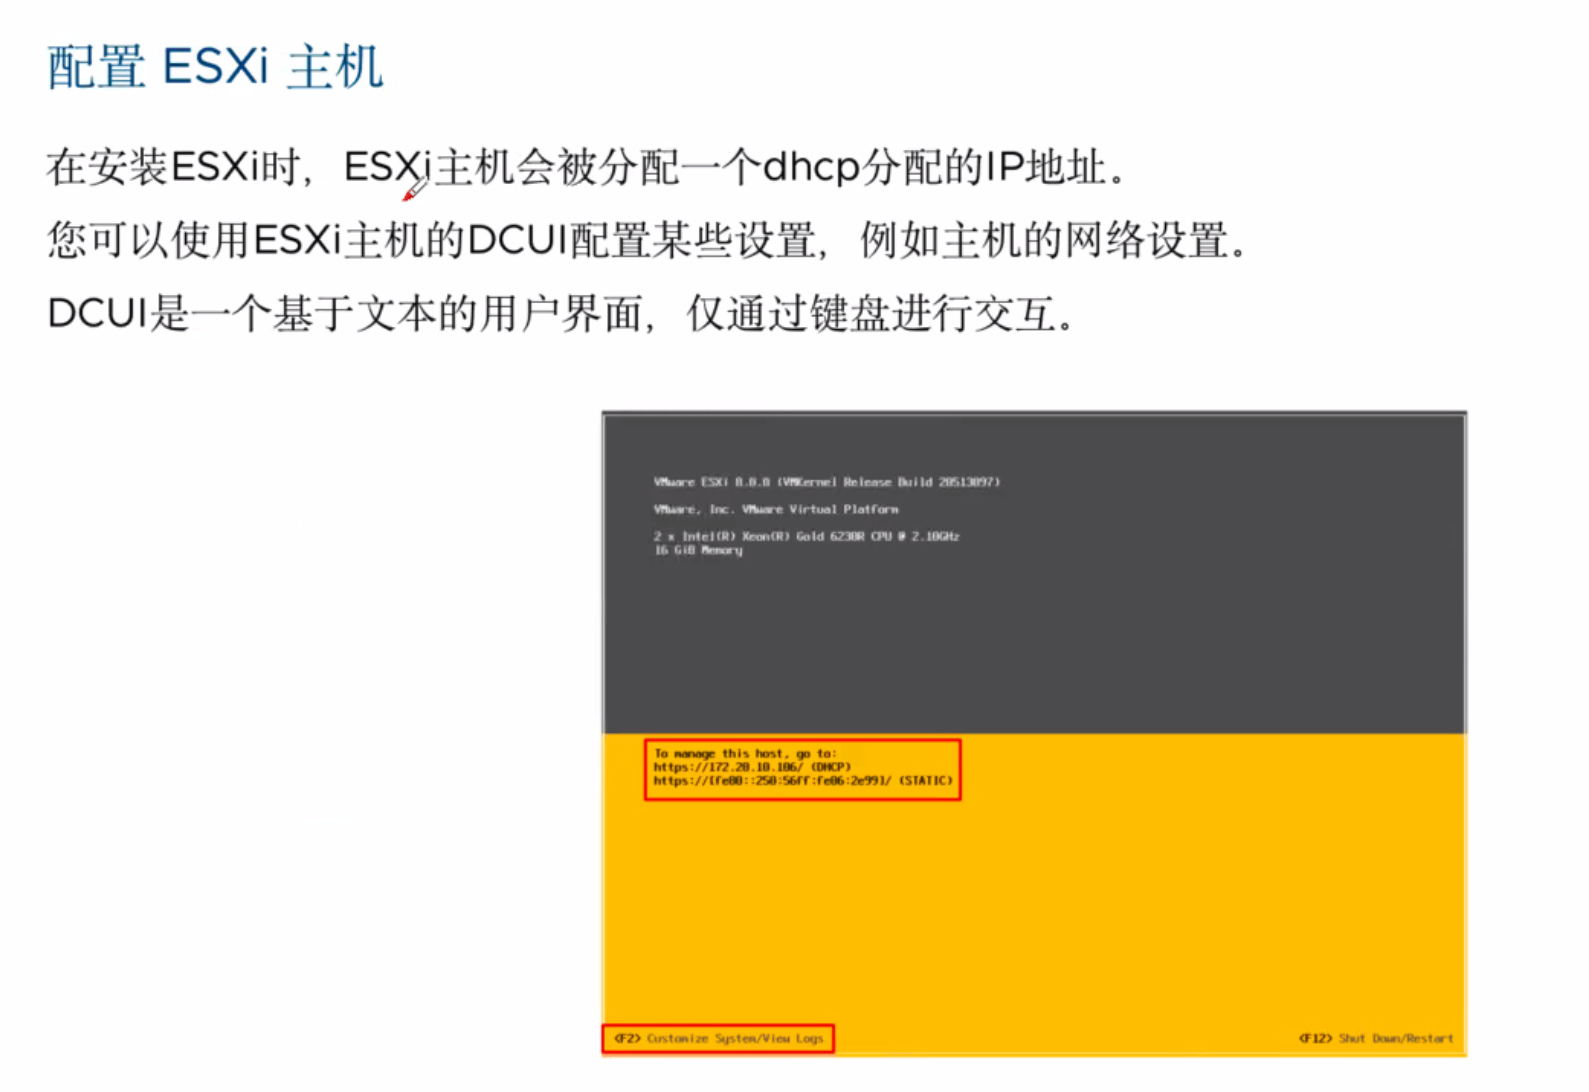 配置 ESXi 主机
在安装ESXi时，ESXi主机会被分配一个dhcp分配的IP地址。
您可以使用ESXi主机的DCUI配置某些设置，例如主机的网络设置。
DCUI是一个基于文本的用户界面，仅通过键盘进行交互。
VMware ESXi 8.0.0 (VMKernel Release Build 20513097)
VMware, Inc. VMware Virtual Platform
2 x Intel(R) Xeon(R) Gold 6230R CPU @ 2.10GHz
16 GiB Memory
To manage this host, go to:
https://172.20.10.106/ (DHCP)
https://[fe80::250:56ff:fe06:2e99]/ (STATIC)
<F2> Customize System/View Logs
<F12> Shut Down/Restart